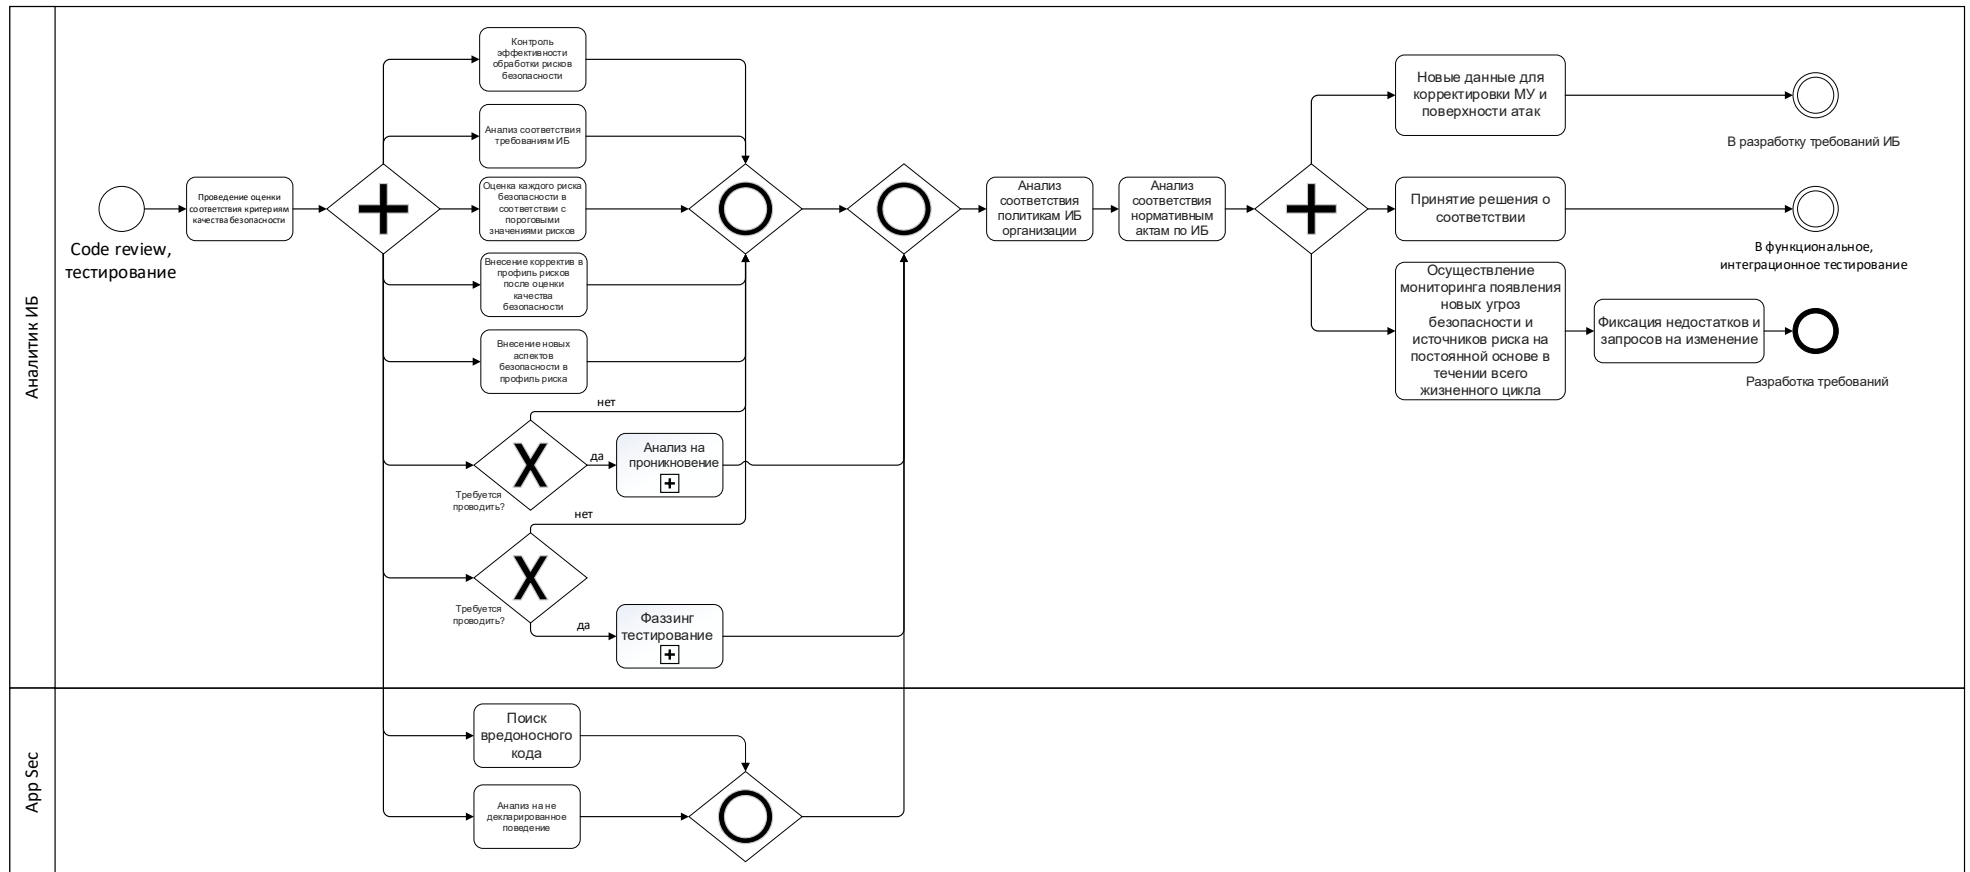 Аналитик ИБ
Code review,
тестирование
Проведение оценки
соответствия критериям
качества безопасности
Контроль
эффективности
обработки рисков
безопасности
Анализ соответствия
требованиям ИБ
Оценка каждого риска
безопасности в
соответствии с
пороговыми
значениями рисков
Внесение корректив в
профиль рисков
после оценки
качества
безопасности
Внесение новых
аспектов
безопасности в
профиль риска
нет
да
Требуется
проводить?
Анализ на
проникновение
нет
Требуется
проводить?
да
Фаззинг
тестирование
Анализ
соответствия
политикам ИБ
организации
Анализ
соответствия
нормативным
актам по ИБ
Новые данные для
корректировки МУ и
поверхности атак
В разработку требований ИБ
Принятие решения о
соответствии
В функциональное,
интеграционное тестирование
Осуществление
мониторинга появления
новых угроз
безопасности и
источников риска на
постоянной основе в
течении всего
жизненного цикла
Фиксация недостатков и
запросов на изменение
Разработка требований
App Sec
Поиск
вредоносного
кода
Анализ на не
декларированное
поведение